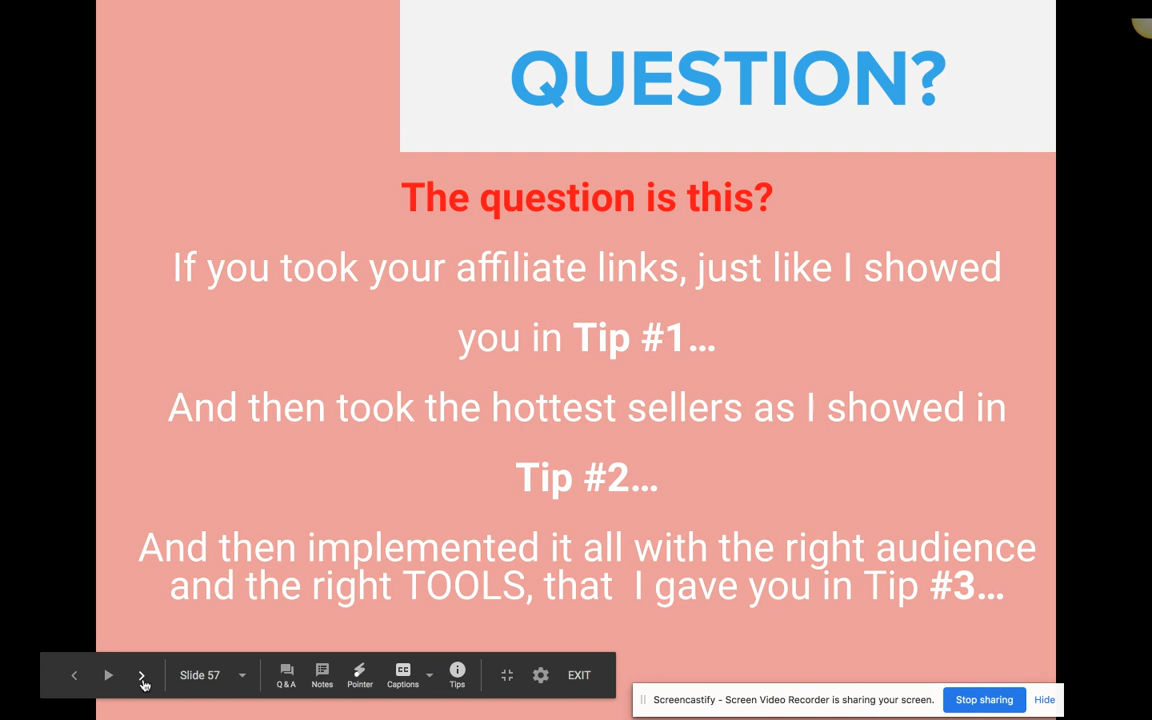 QUESTION?
The question is this?
If you took your affiliate links, just like I showed
you in Tip #1...
And then took the hottest sellers as I showed in
Tip #2...
And then implemented it all with the right audience
and the right TOOLS, that  I gave you in Tip #3...
Slide 57
Q & A
Notes
Pointer
CC
Captions
Tips
EXIT
Screencastify - Screen Video Recorder is sharing your screen.
Stop sharing
Hide